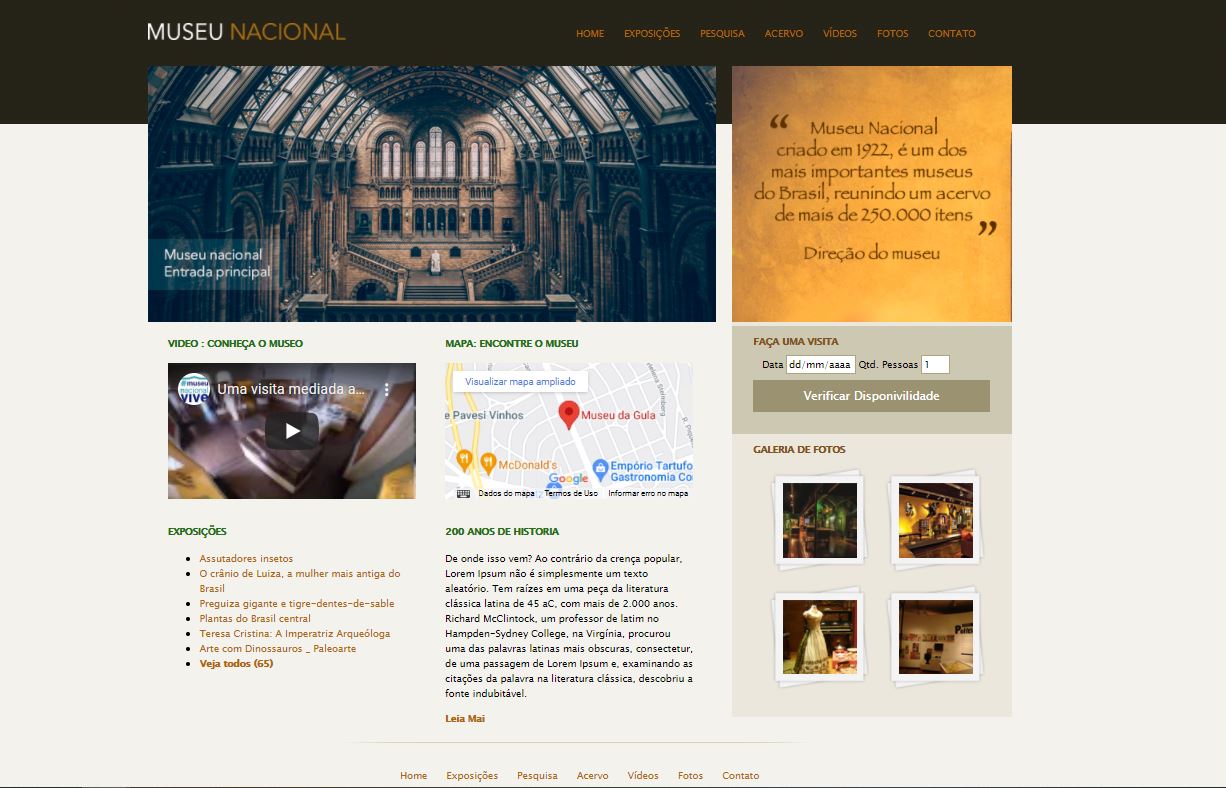 MUSEU NACIONAL
HOME EXPOSIÇÕES PESQUISA ACERVO VÍDEOS FOTOS CONTATO
Museu nacional
Entrada principal
“ Museu Nacional
criado em 1922, é um dos
mais importantes museus
do Brasil, reunindo um acervo
de mais de 250.000 itens ”
Direção do museu
VIDEO : CONHEÇA O MUSEO
#museu
nacional
vive
Uma visita mediada a...
MAPA: ENCONTRE O MUSEU
Visualizar mapa ampliado
e Pavesi Vinhos
Museu da Gula
McDonald's
Empório Tartufo
Gastronomia Co
Google
Dados do mapa Termos de Uso Informar erro no mapa
FAÇA UMA VISITA
Data dd/mm/aaaa Qtd. Pessoas 1
Verificar Disponivilidade
GALERIA DE FOTOS
EXPOSIÇÕES
Assutadores insetos
O crânio de Luiza, a mulher mais antiga do
Brasil
Preguiza gigante e tigre-dentes-de-sable
Plantas do Brasil central
Teresa Cristina: A Imperatriz Arqueóloga
Arte com Dinossauros _ Paleoarte
Veja todos (65)
200 ANOS DE HISTORIA
De onde isso vem? Ao contrário da crença popular,
Lorem Ipsum não é simplesmente um texto
aleatório. Tem raízes em uma peça da literatura
clássica latina de 45 aC, com mais de 2.000 anos.
Richard McClintock, um professor de latim no
Hampden-Sydney College, na Virgínia, procurou
uma das palavras latinas mais obscuras, consectetur,
de uma passagem de Lorem Ipsum e, examinando as
citações da palavra na literatura clássica, descobriu a
fonte indubitável.
Leia Mai
Home Exposições Pesquisa Acervo Vídeos Fotos Contato